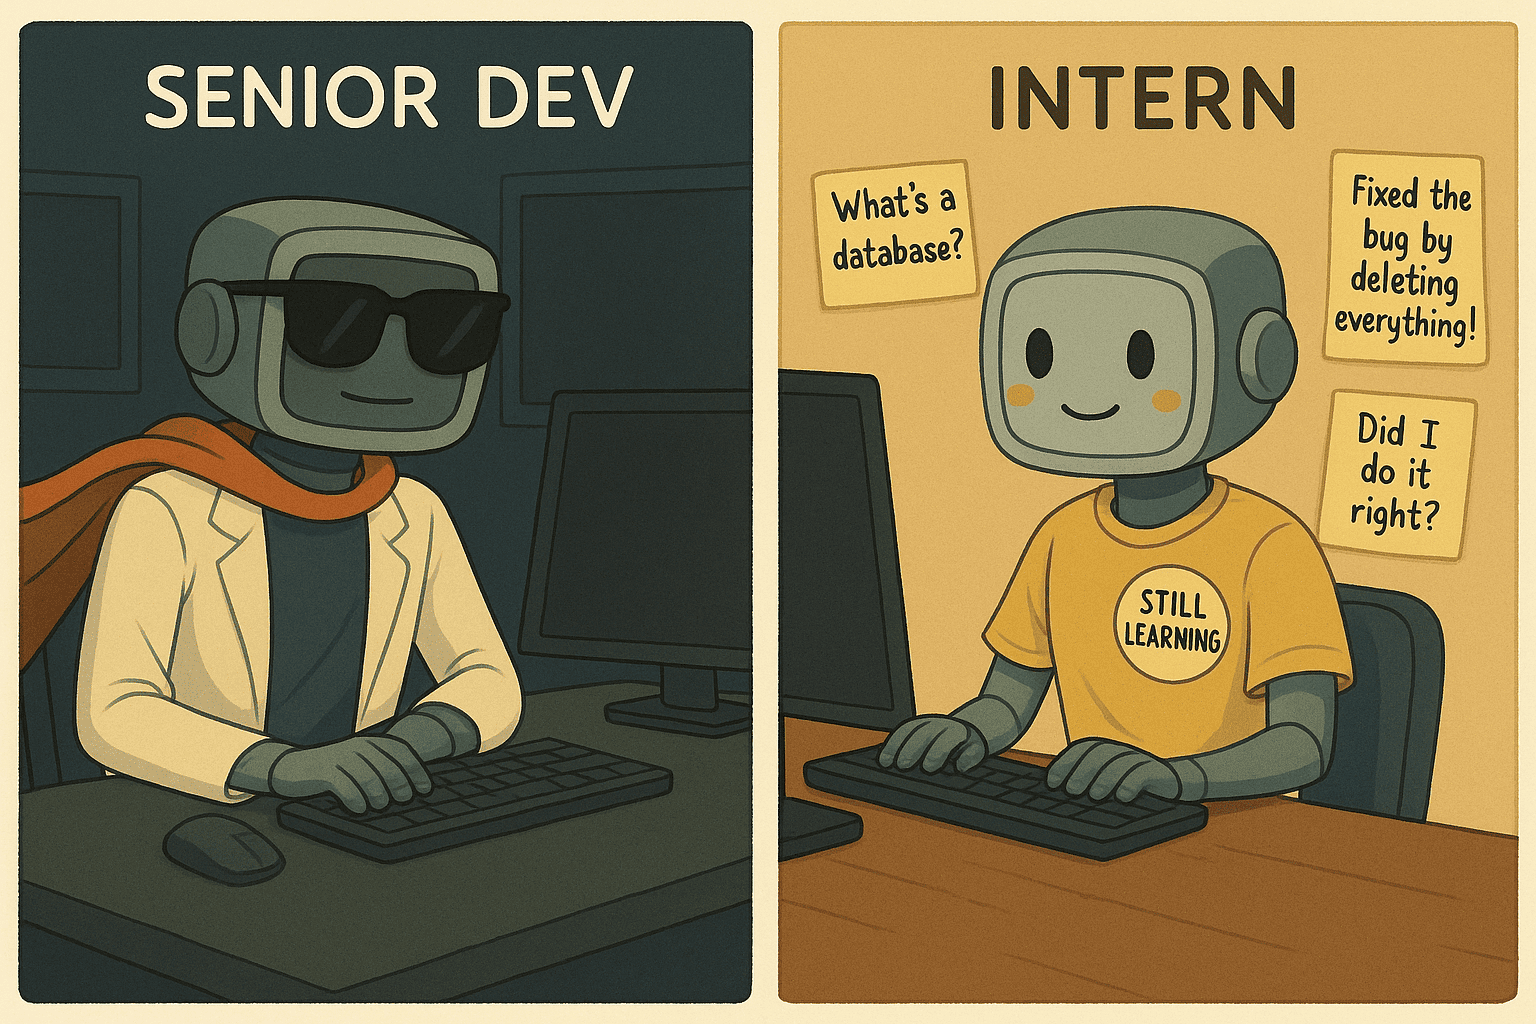 SENIOR DEV
INTERN
What's a
database?
Fixed the
bug by
deleting
everything!
Did I
do it
right?
STILL
LEARNING